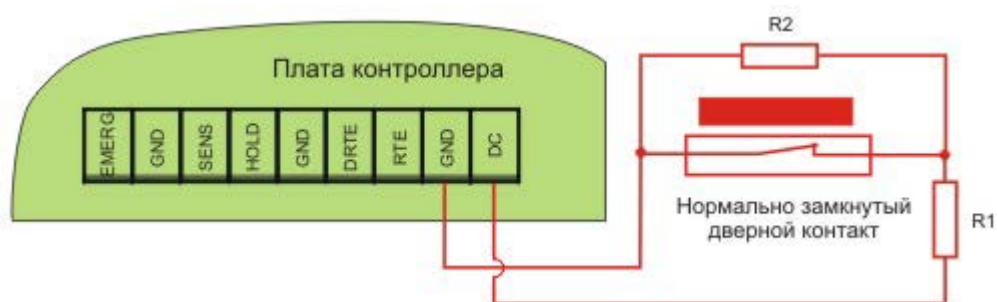 R2
Плата контроллера
EMERG
GND
SENS
HOLD
GND
DRTE
RTE
GND
DC
Нормально замкнутый
дверной контакт
R1